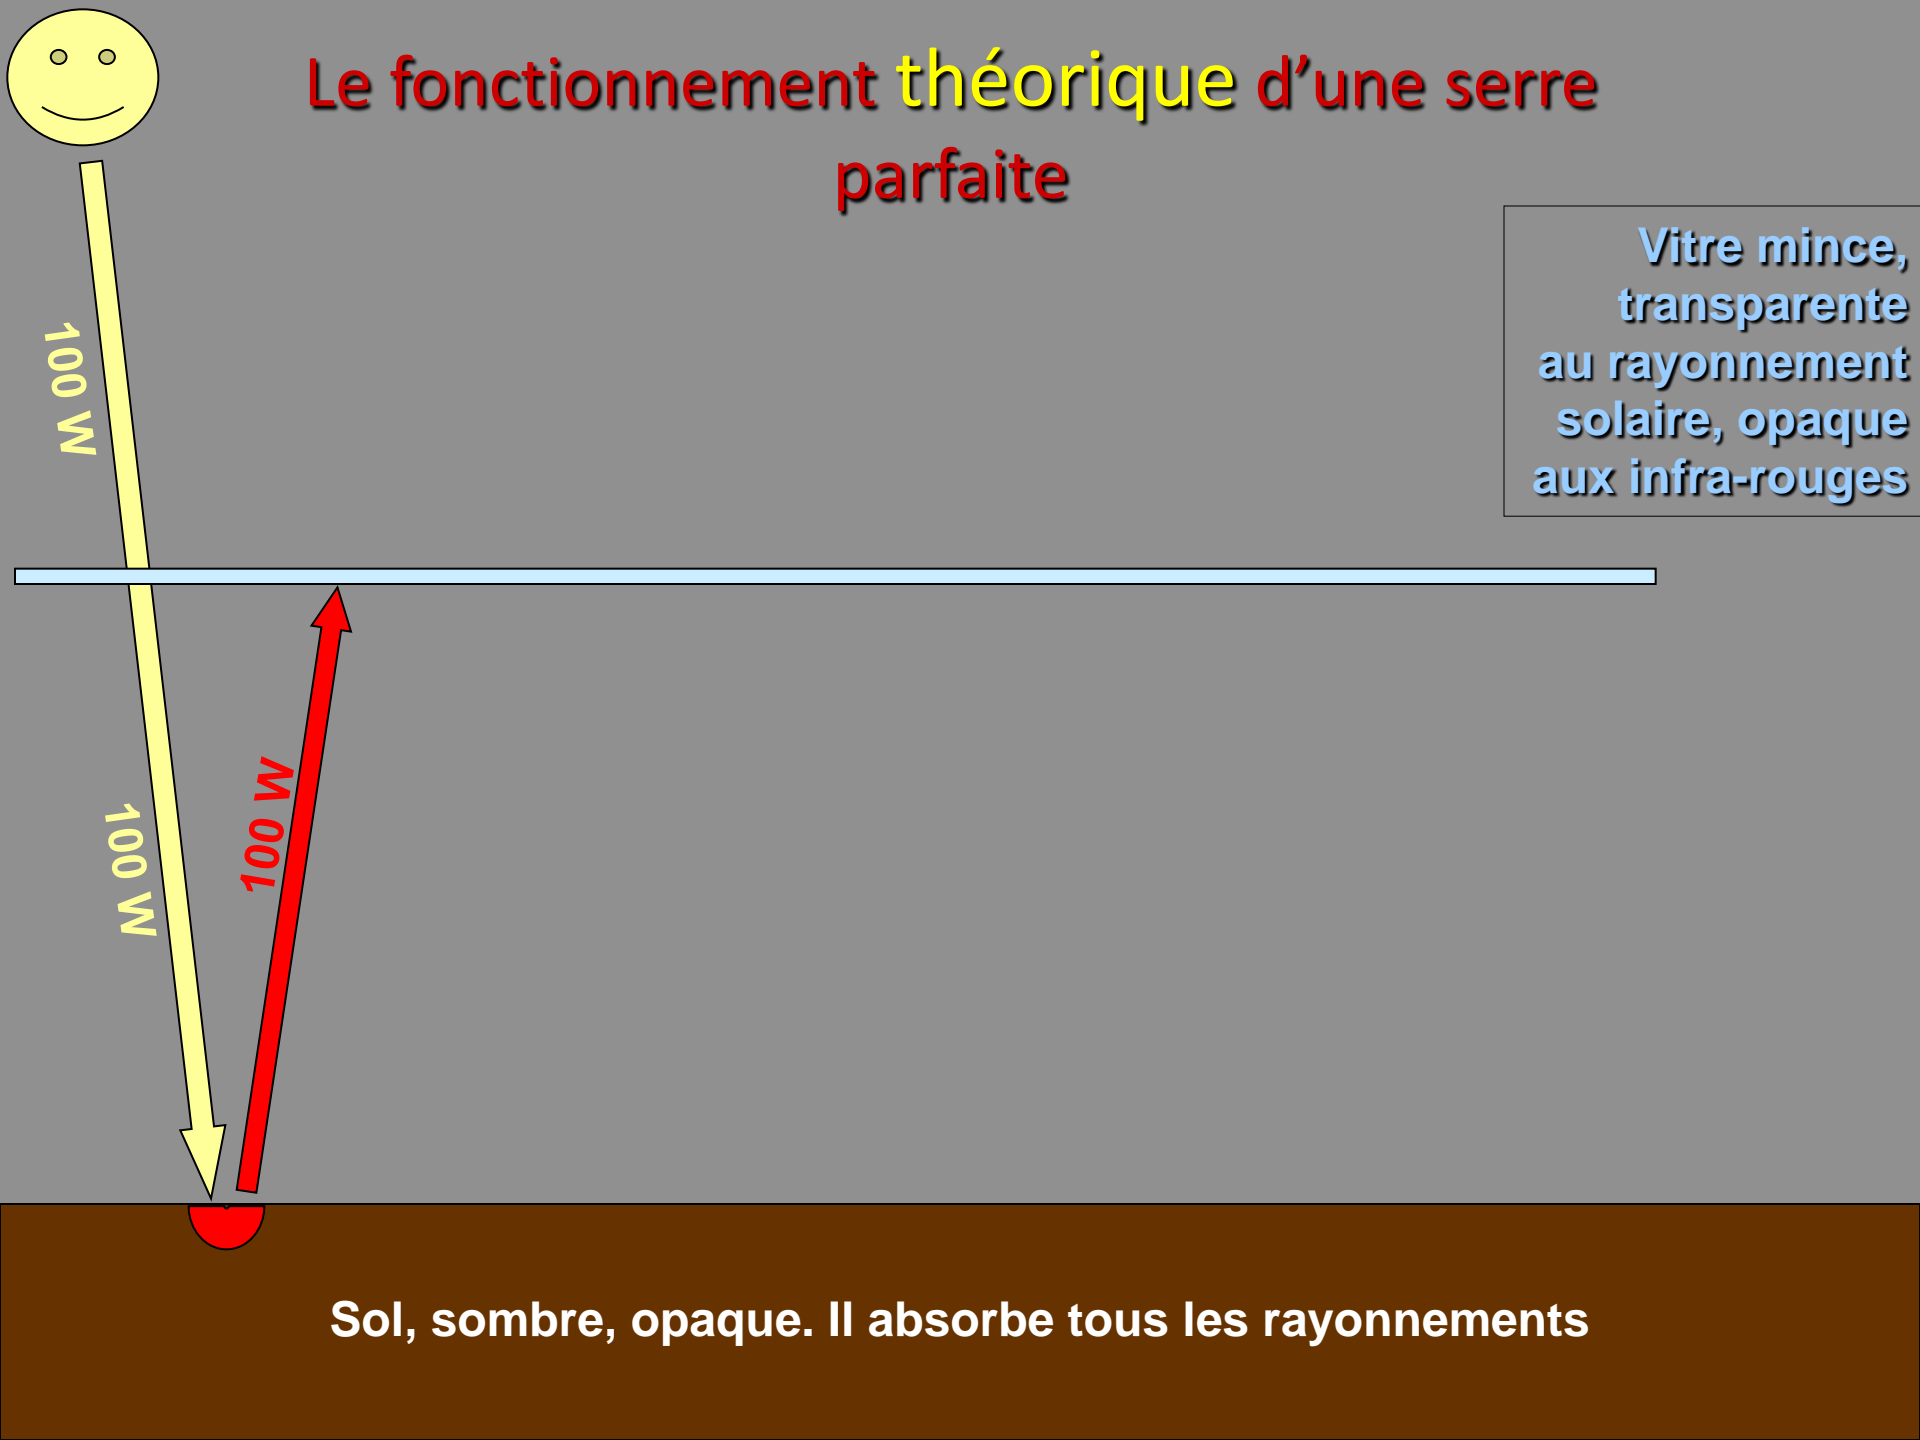 Le fonctionnement théorique d’une serre
parfaite
Vitre mince,
transparente
au rayonnement
solaire, opaque
aux infra-rouges
100 W
100 W
100 W
Sol, sombre, opaque. Il absorbe tous les rayonnements